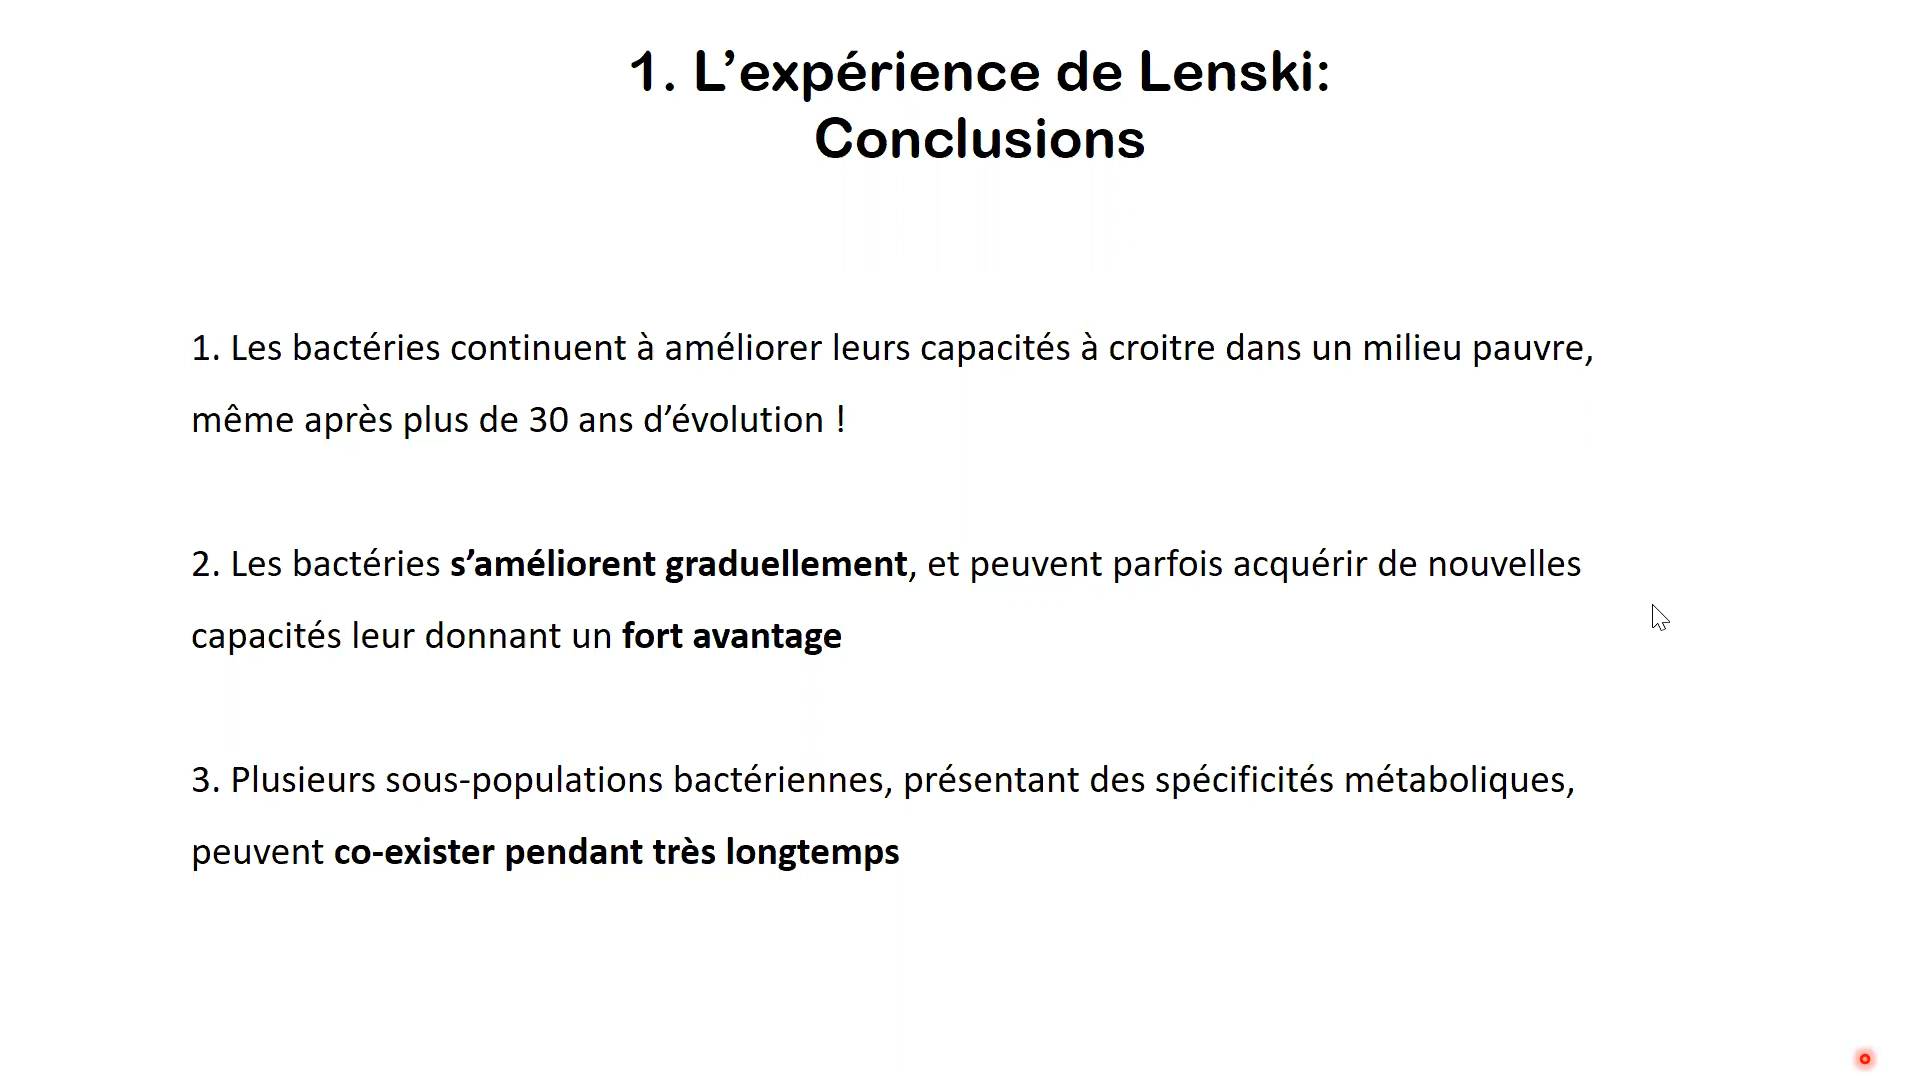 1. L’expérience de Lenski:
Conclusions
1. Les bactéries continuent à améliorer leurs capacités à croitre dans un milieu pauvre,
même après plus de 30 ans d’évolution !
2. Les bactéries s’améliorent graduellement, et peuvent parfois acquérir de nouvelles
capacités leur donnant un fort avantage
3. Plusieurs sous-populations bactériennes, présentant des spécificités métaboliques,
peuvent co-exister pendant très longtemps